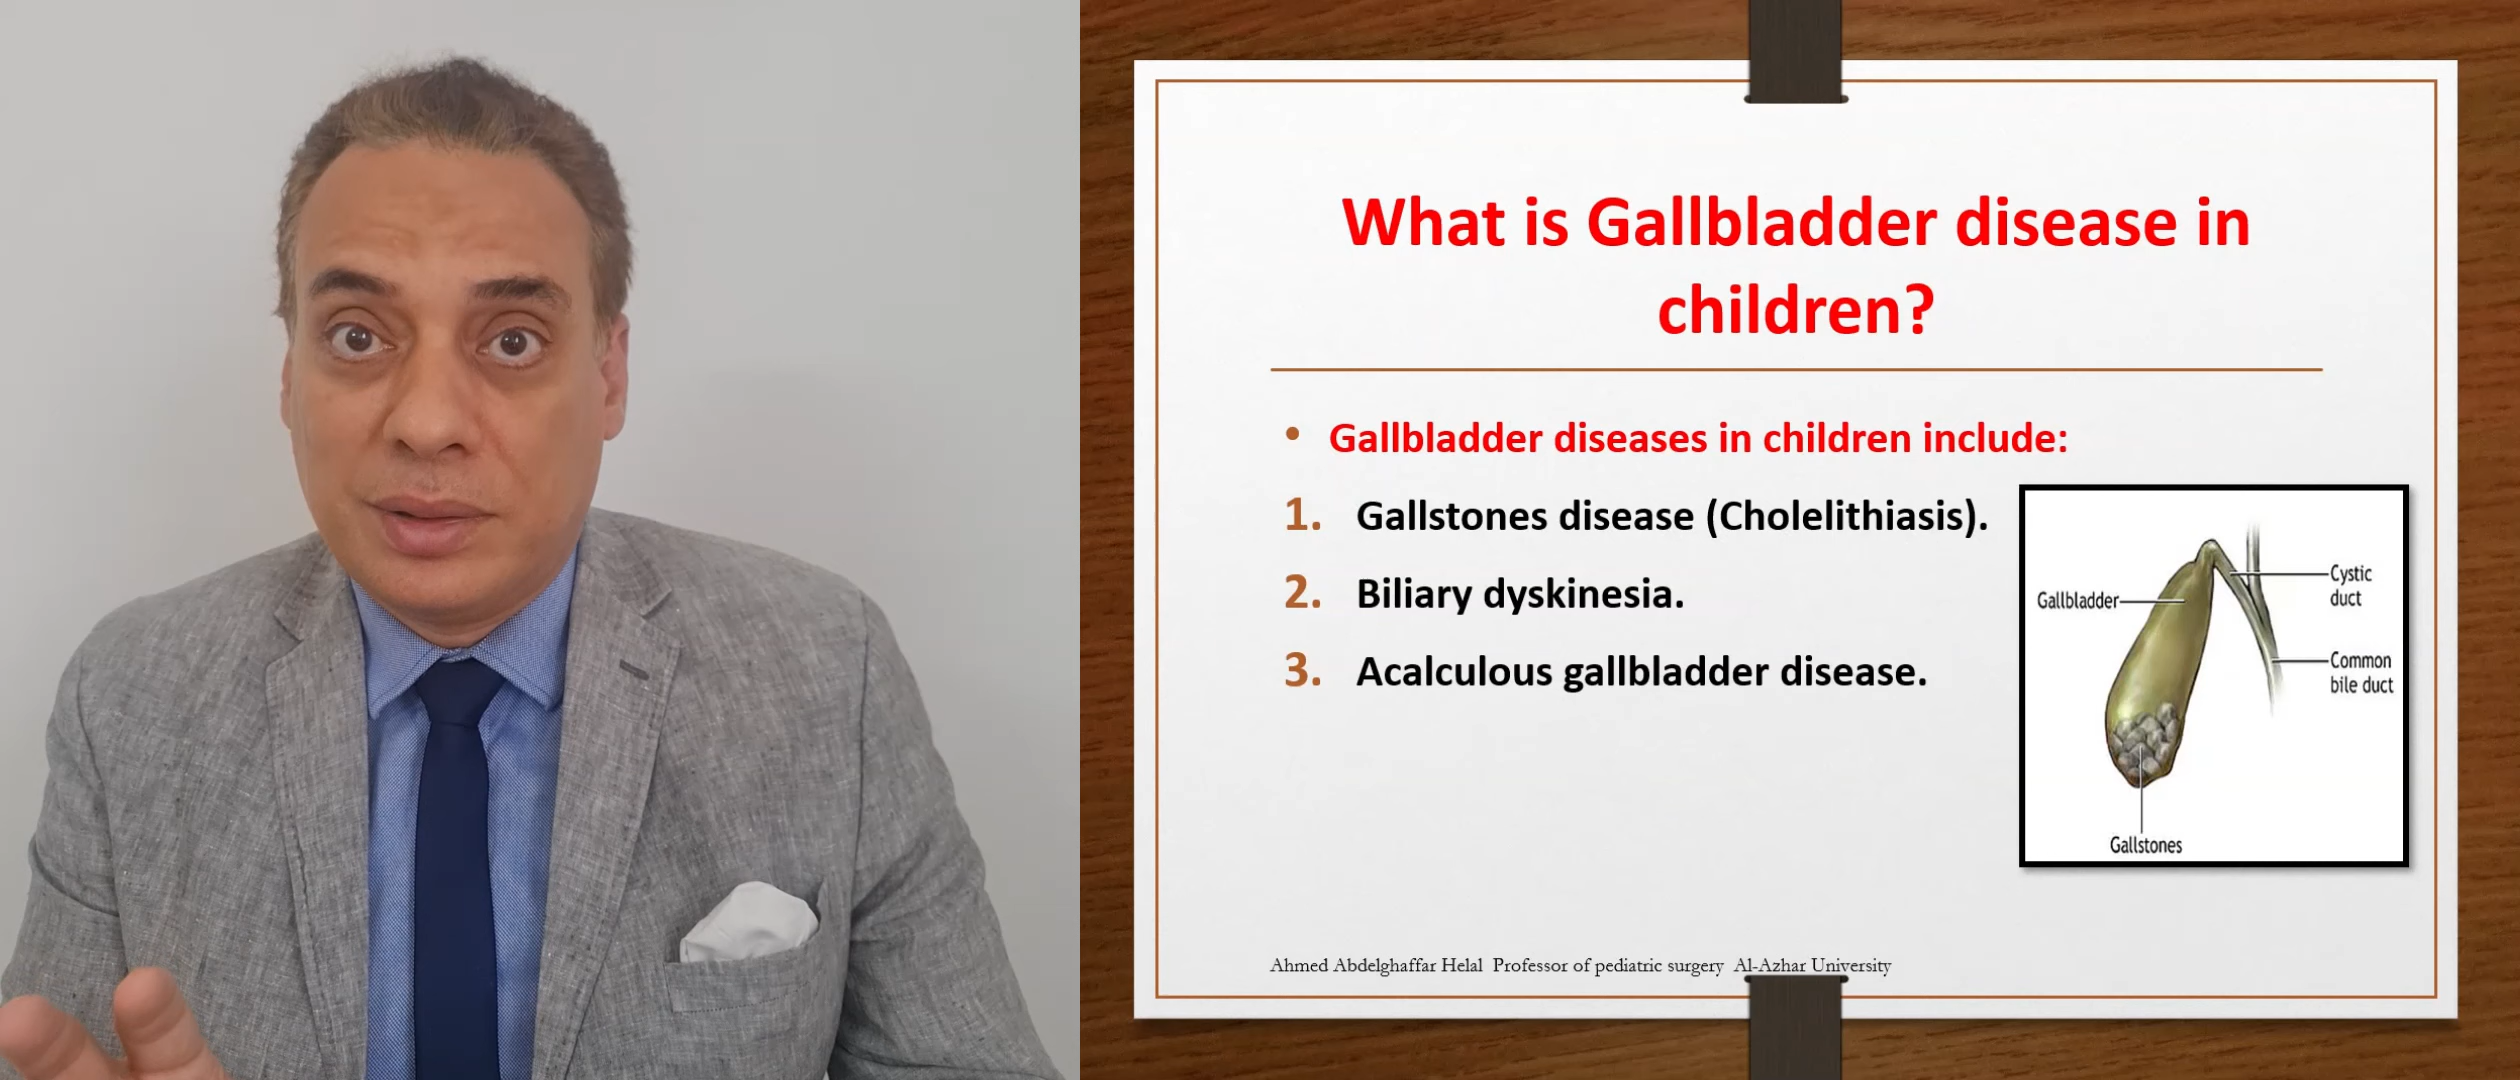 What is Gallbladder disease in
children?
• Gallbladder diseases in children include:
1. Gallstones disease (Cholelithiasis).
2. Biliary dyskinesia.
3. Acalculous gallbladder disease.
Gallbladder
Cystic
duct
Common
bile duct
Gallstones
Ahmed Abdelghaffar Helal Professor of pediatric surgery Al-Azhar University